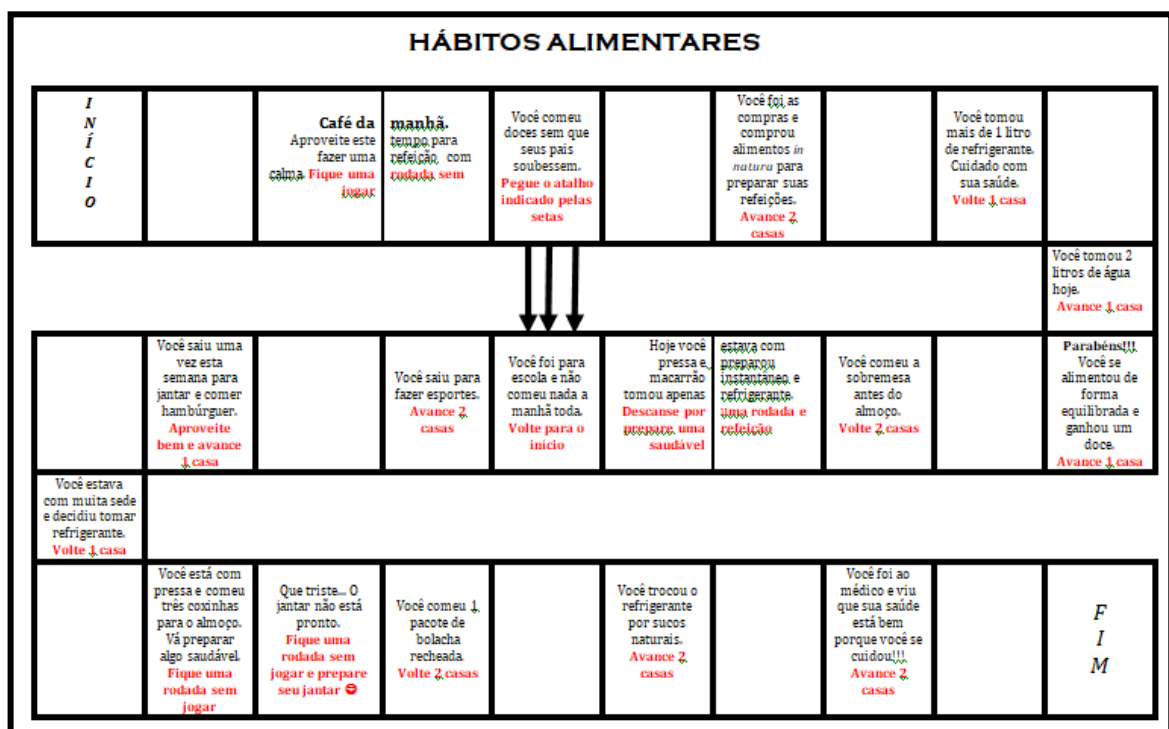 HÁBITOS ALIMENTARES
I
N
Í
C
I
O
Café da manhã.
Aproveite este tempo para
fazer uma refeição com
calma. Fique uma rodada sem
jogar
Você comeu
doces sem que
seus pais
soubessem.
Pegue o atalho
indicado pelas
setas
Você foi as
compras e
comprou
alimentos in
natura para
preparar suas
refeições.
Avance 2
casas
Você tomou
mais de 1 litro
de refrigerante.
Cuidado com
sua saúde.
Volte 1 casa
Você tomou 2
litros de água
hoje.
Avance 1 casa
Você saiu uma
vez esta
semana para
jantar e comer
hambúrguer.
Aproveite
bem e avance
1 casa
Você saiu para
fazer esportes.
Avance 2
casas
Você foi para
escola e não
comeu nada a
manhã toda.
Volte para o
início
Hoje você estava com
pressa e preparou
macarrão instantâneo e
tomou apenas refrigerante.
Descanse por uma rodada e
prepare uma refeição
saudável
Você comeu a
sobremesa
antes do
almoço.
Volte 2 casas
Parabéns!!!
Você se
alimentou de
forma
equilibrada e
ganhou um
doce.
Avance 1 casa
Você estava
com muita sede
e decidiu tomar
refrigerante.
Volte 1 casa
Você está com
pressa e comeu
três coxinhas
para o almoço.
Vá preparar
algo saudável.
Fique uma
rodada sem
jogar
Que triste... O
jantar não está
pronto.
Fique uma
rodada sem
jogar e prepare
seu jantar 😊
Você comeu 1
pacote de
bolacha
recheada.
Volte 2 casas
Você trocou o
refrigerante
por sucos
naturais.
Avance 2
casas
Você foi ao
médico e viu
que sua saúde
está bem
porque você se
cuidou!!!
Avance 2
casas
F
I
M